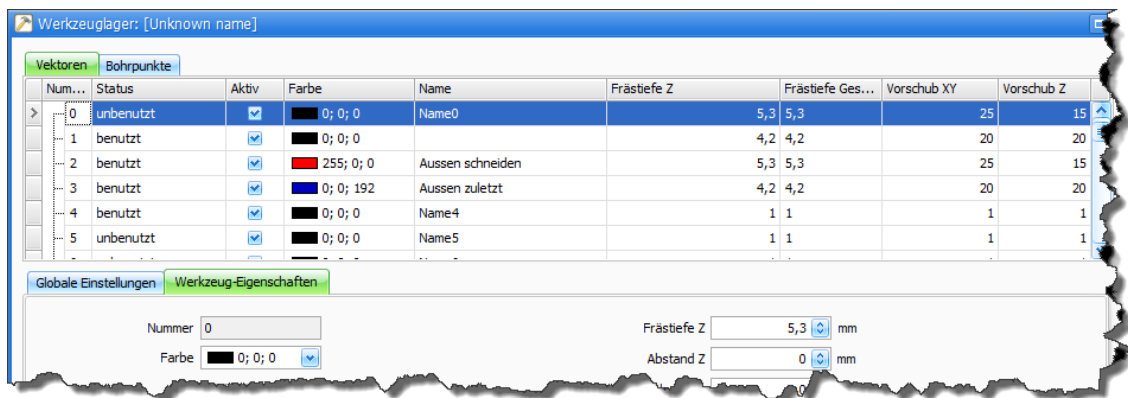 Werkzeuglager: [Unknown name]
Vektoren Bohrpunkte
Num... Status Aktiv Farbe Name Frästiefe Z Frästiefe Ges... Vorschub XY Vorschub Z
0 unbenutzt 0; 0; 0 Name0 5,3 5,3 25 15
1 benutzt 0; 0; 0 4,2 4,2 20 20
2 benutzt 255; 0; 0 Aussen schneiden 5,3 5,3 25 15
3 benutzt 0; 0; 192 Aussen zuletzt 4,2 4,2 20 20
4 benutzt 0; 0; 0 Name4 1 1 1 1
5 unbenutzt 0; 0; 0 Name5 1 1 1 1
Globale Einstellungen Werkzeug-Eigenschaften
Nummer 0 Frästiefe Z 5,3 mm
Farbe 0; 0; 0 Abstand Z 0 mm